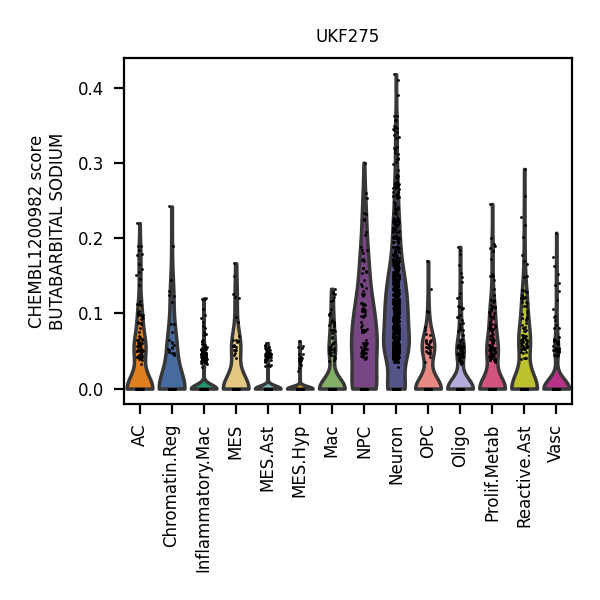 UKF275
CHEMBL1200982 score
BUTABARBITAL SODIUM
0.4
0.3
0.2
0.1
0.0
AC
Chromatin.Reg
Inflammatory.Mac
MES
MES.Ast
MES.Hyp
Mac
NPC
Neuron
OPC
Oligo
Prolif.Metab
Reactive.Ast
Vasc